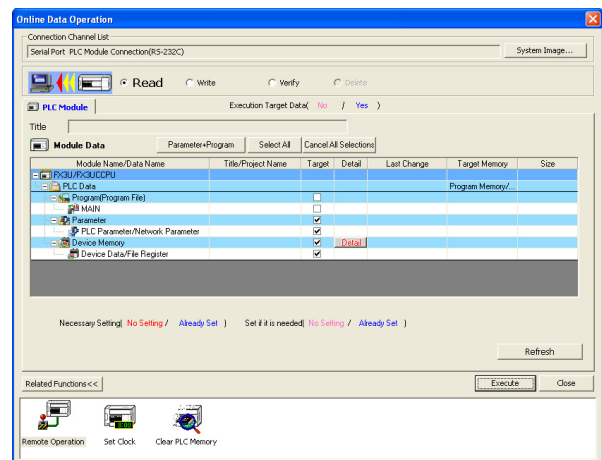 Online Data Operation
Connection Channel List
Serial Port PLC Module Connection(RS-232C)
System Image...
Read Write Verify Delete
PLC Module
Execution Target Data( No / Yes )
Title
Module Data Parameter+Program Select All Cancel All Selections
Module Name/Data Name Title/Project Name Target Detail Last Change Target Memory Size
FX3U/FX3UCCPU
PLC Data Program Memory/...
Program(Program File)
MAIN
Parameter
PLC Parameter/Network Parameter
Device Memory Detail
Device Data/File Register
Necessary Setting( No Setting / Already Set ) Set if it is needed( No Setting / Already Set )
Refresh
Related Functions<< Execute Close
Remote Operation Set Clock Clear PLC Memory